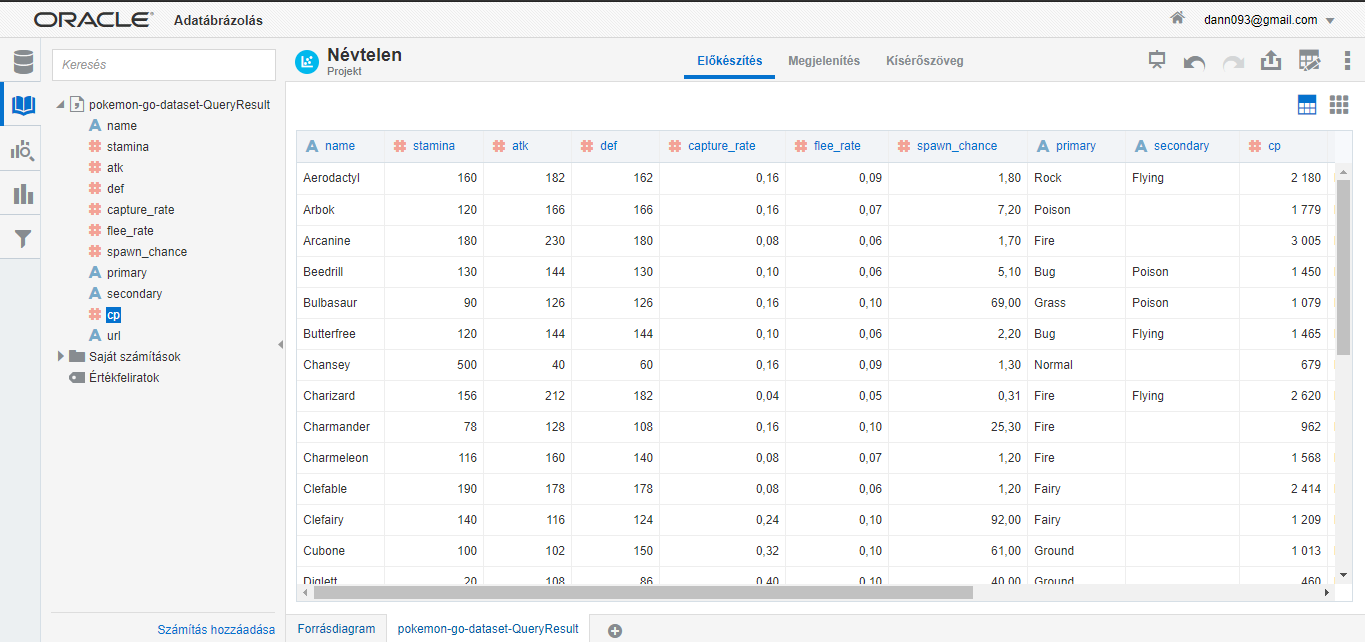 ORACLE Adatábrázolás dann093@gmail.com
Keresés
Névtelen
Projekt
Előkészítés Megjelenítés Kísérőszöveg
pokemon-go-dataset-QueryResult
A name
# stamina
# atk
# def
# capture_rate
# flee_rate
# spawn_chance
A primary
A secondary
# cp
A url
Saját számítások
Értékfeliratok
Számítás hozzáadása
A name # stamina # atk # def # capture_rate # flee_rate # spawn_chance A primary A secondary # cp
Aerodactyl 160 182 162 0,16 0,09 1,80 Rock Flying 2 180
Arbok 120 166 166 0,16 0,07 7,20 Poison 1 779
Arcanine 180 230 180 0,08 0,06 1,70 Fire 3 005
Beedrill 130 144 130 0,10 0,06 5,10 Bug Poison 1 450
Bulbasaur 90 126 126 0,16 0,10 69,00 Grass Poison 1 079
Butterfree 120 144 144 0,10 0,06 2,20 Bug Flying 1 465
Chansey 500 40 60 0,16 0,09 1,30 Normal 679
Charizard 156 212 182 0,04 0,05 0,31 Fire Flying 2 620
Charmander 78 128 108 0,16 0,10 25,30 Fire 962
Charmeleon 116 160 140 0,08 0,07 1,20 Fire 1 568
Clefable 190 178 178 0,08 0,06 1,20 Fairy 2 414
Clefairy 140 116 124 0,24 0,10 92,00 Fairy 1 209
Cubone 100 102 150 0,32 0,10 61,00 Ground 1 013
Diglett 20 108 86 0,40 0,10 40,00 Ground 460
Forrásdiagram pokemon-go-dataset-QueryResult